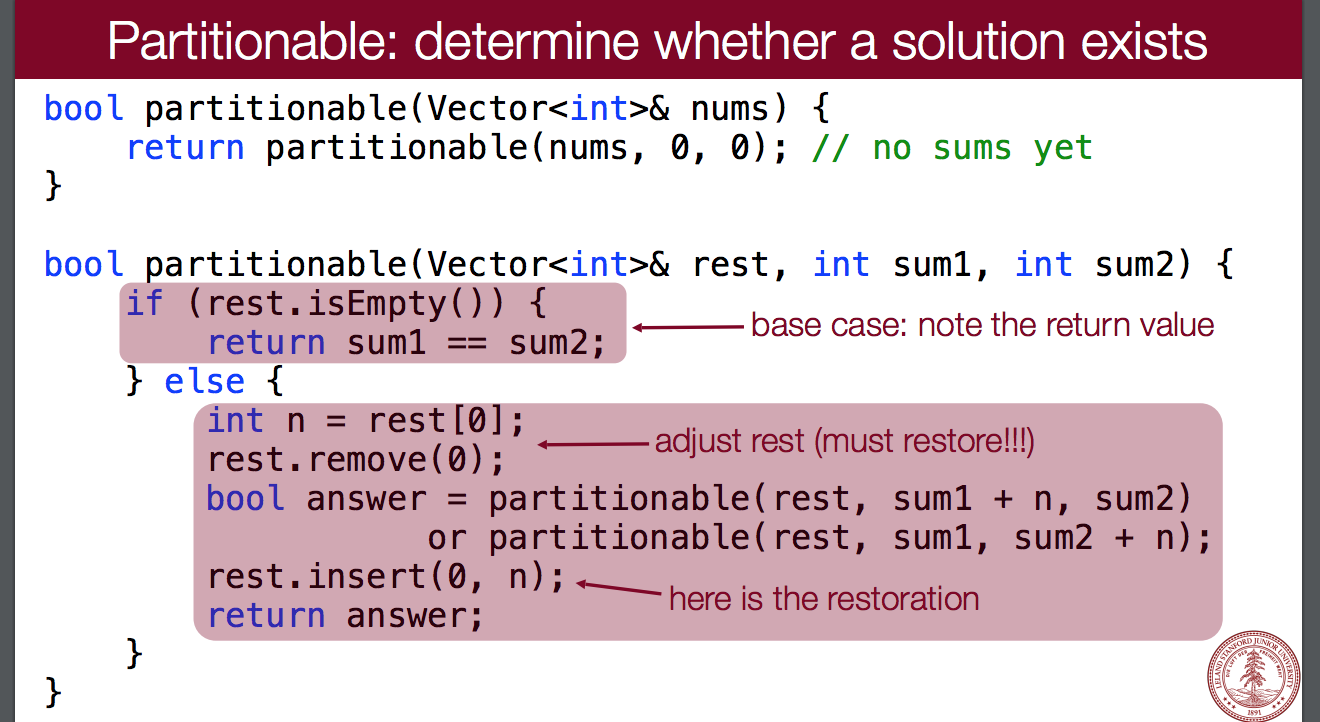 Partitionable: determine whether a solution exists
bool partitionable(Vector<int>& nums) {
    return partitionable(nums, 0, 0); // no sums yet
}
bool partitionable(Vector<int>& rest, int sum1, int sum2) {
    if (rest.isEmpty()) {
        return sum1 == sum2;
base case: note the return value
    } else {
        int n = rest[0];
adjust rest (must restore!!!)
        rest.remove(0);
        bool answer = partitionable(rest, sum1 + n, sum2)
                   or partitionable(rest, sum1, sum2 + n);
        rest.insert(0, n);
here is the restoration
        return answer;
    }
}
LELAND STANFORD JUNIOR UNIVERSITY
1891